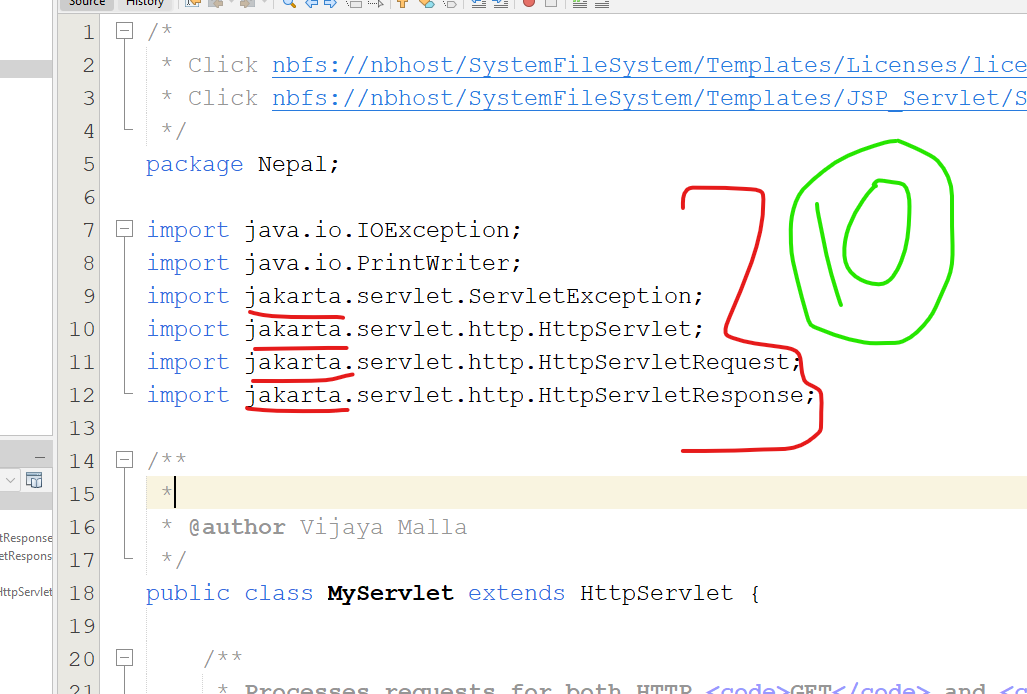 Source History
1 /*
2 * Click nbfs://nbhost/SystemFileSystem/Templates/Licenses/lice
3 * Click nbfs://nbhost/SystemFileSystem/Templates/JSP_Servlet/S
4 */
5 package Nepal;
6
7 import java.io.IOException;
8 import java.io.PrintWriter;
9 import jakarta.servlet.ServletException;
10 import jakarta.servlet.http.HttpServlet;
11 import jakarta.servlet.http.HttpServletRequest;
12 import jakarta.servlet.http.HttpServletResponse;
13
14 /**
15 *
16 * @author Vijaya Malla
17 */
18 public class MyServlet extends HttpServlet {
19
20 /**
21 * Processes requests for both HTTP <code>GET</code> and <c
10
tResponse
etRespons
HttpServlet